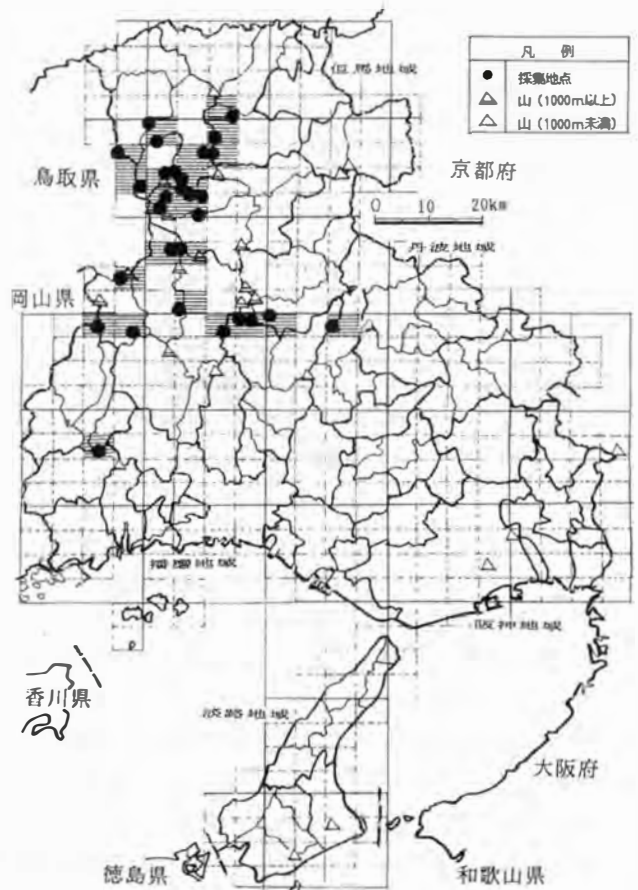 凡 例
採集地点
山 (1000m以上)
山 (1000m未満)
但馬地域
鳥取県
京都府
0 10 20km
丹波地域
岡山県
播磨地域
阪神地域
香川県
淡路地域
大阪府
徳島県
和歌山県